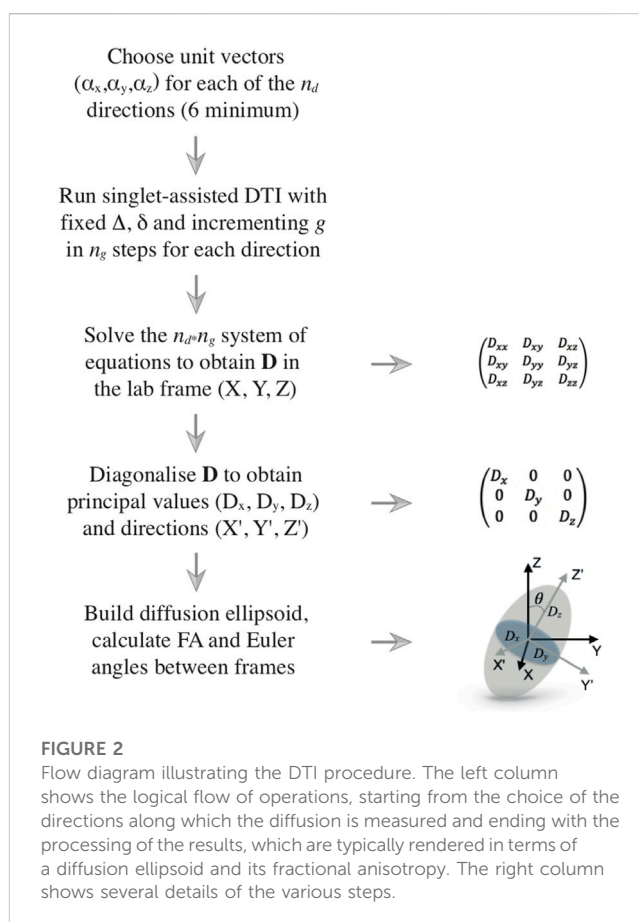 Choose unit vectors
(αx,αy,αz) for each of the nd
directions (6 minimum)
Run singlet-assisted DTI with
fixed Δ, δ and incrementing g
in ng steps for each direction
Solve the nd*ng system of
equations to obtain D in
the lab frame (X, Y, Z)
Dxx Dxy Dxz
Dxy Dyy Dyz
Dxz Dyz Dzz
Diagonalise D to obtain
principal values (Dx, Dy, Dz)
and directions (X', Y', Z')
Dx 0 0
0 Dy 0
0 0 Dz
Build diffusion ellipsoid,
calculate FA and Euler
angles between frames
Z
Z'
θ
Dz
Dx
Y
Dy
X'
X
Y'
FIGURE 2
Flow diagram illustrating the DTI procedure. The left column
shows the logical flow of operations, starting from the choice of the
directions along which the diffusion is measured and ending with the
processing of the results, which are typically rendered in terms of
a diffusion ellipsoid and its fractional anisotropy. The right column
shows several details of the various steps.